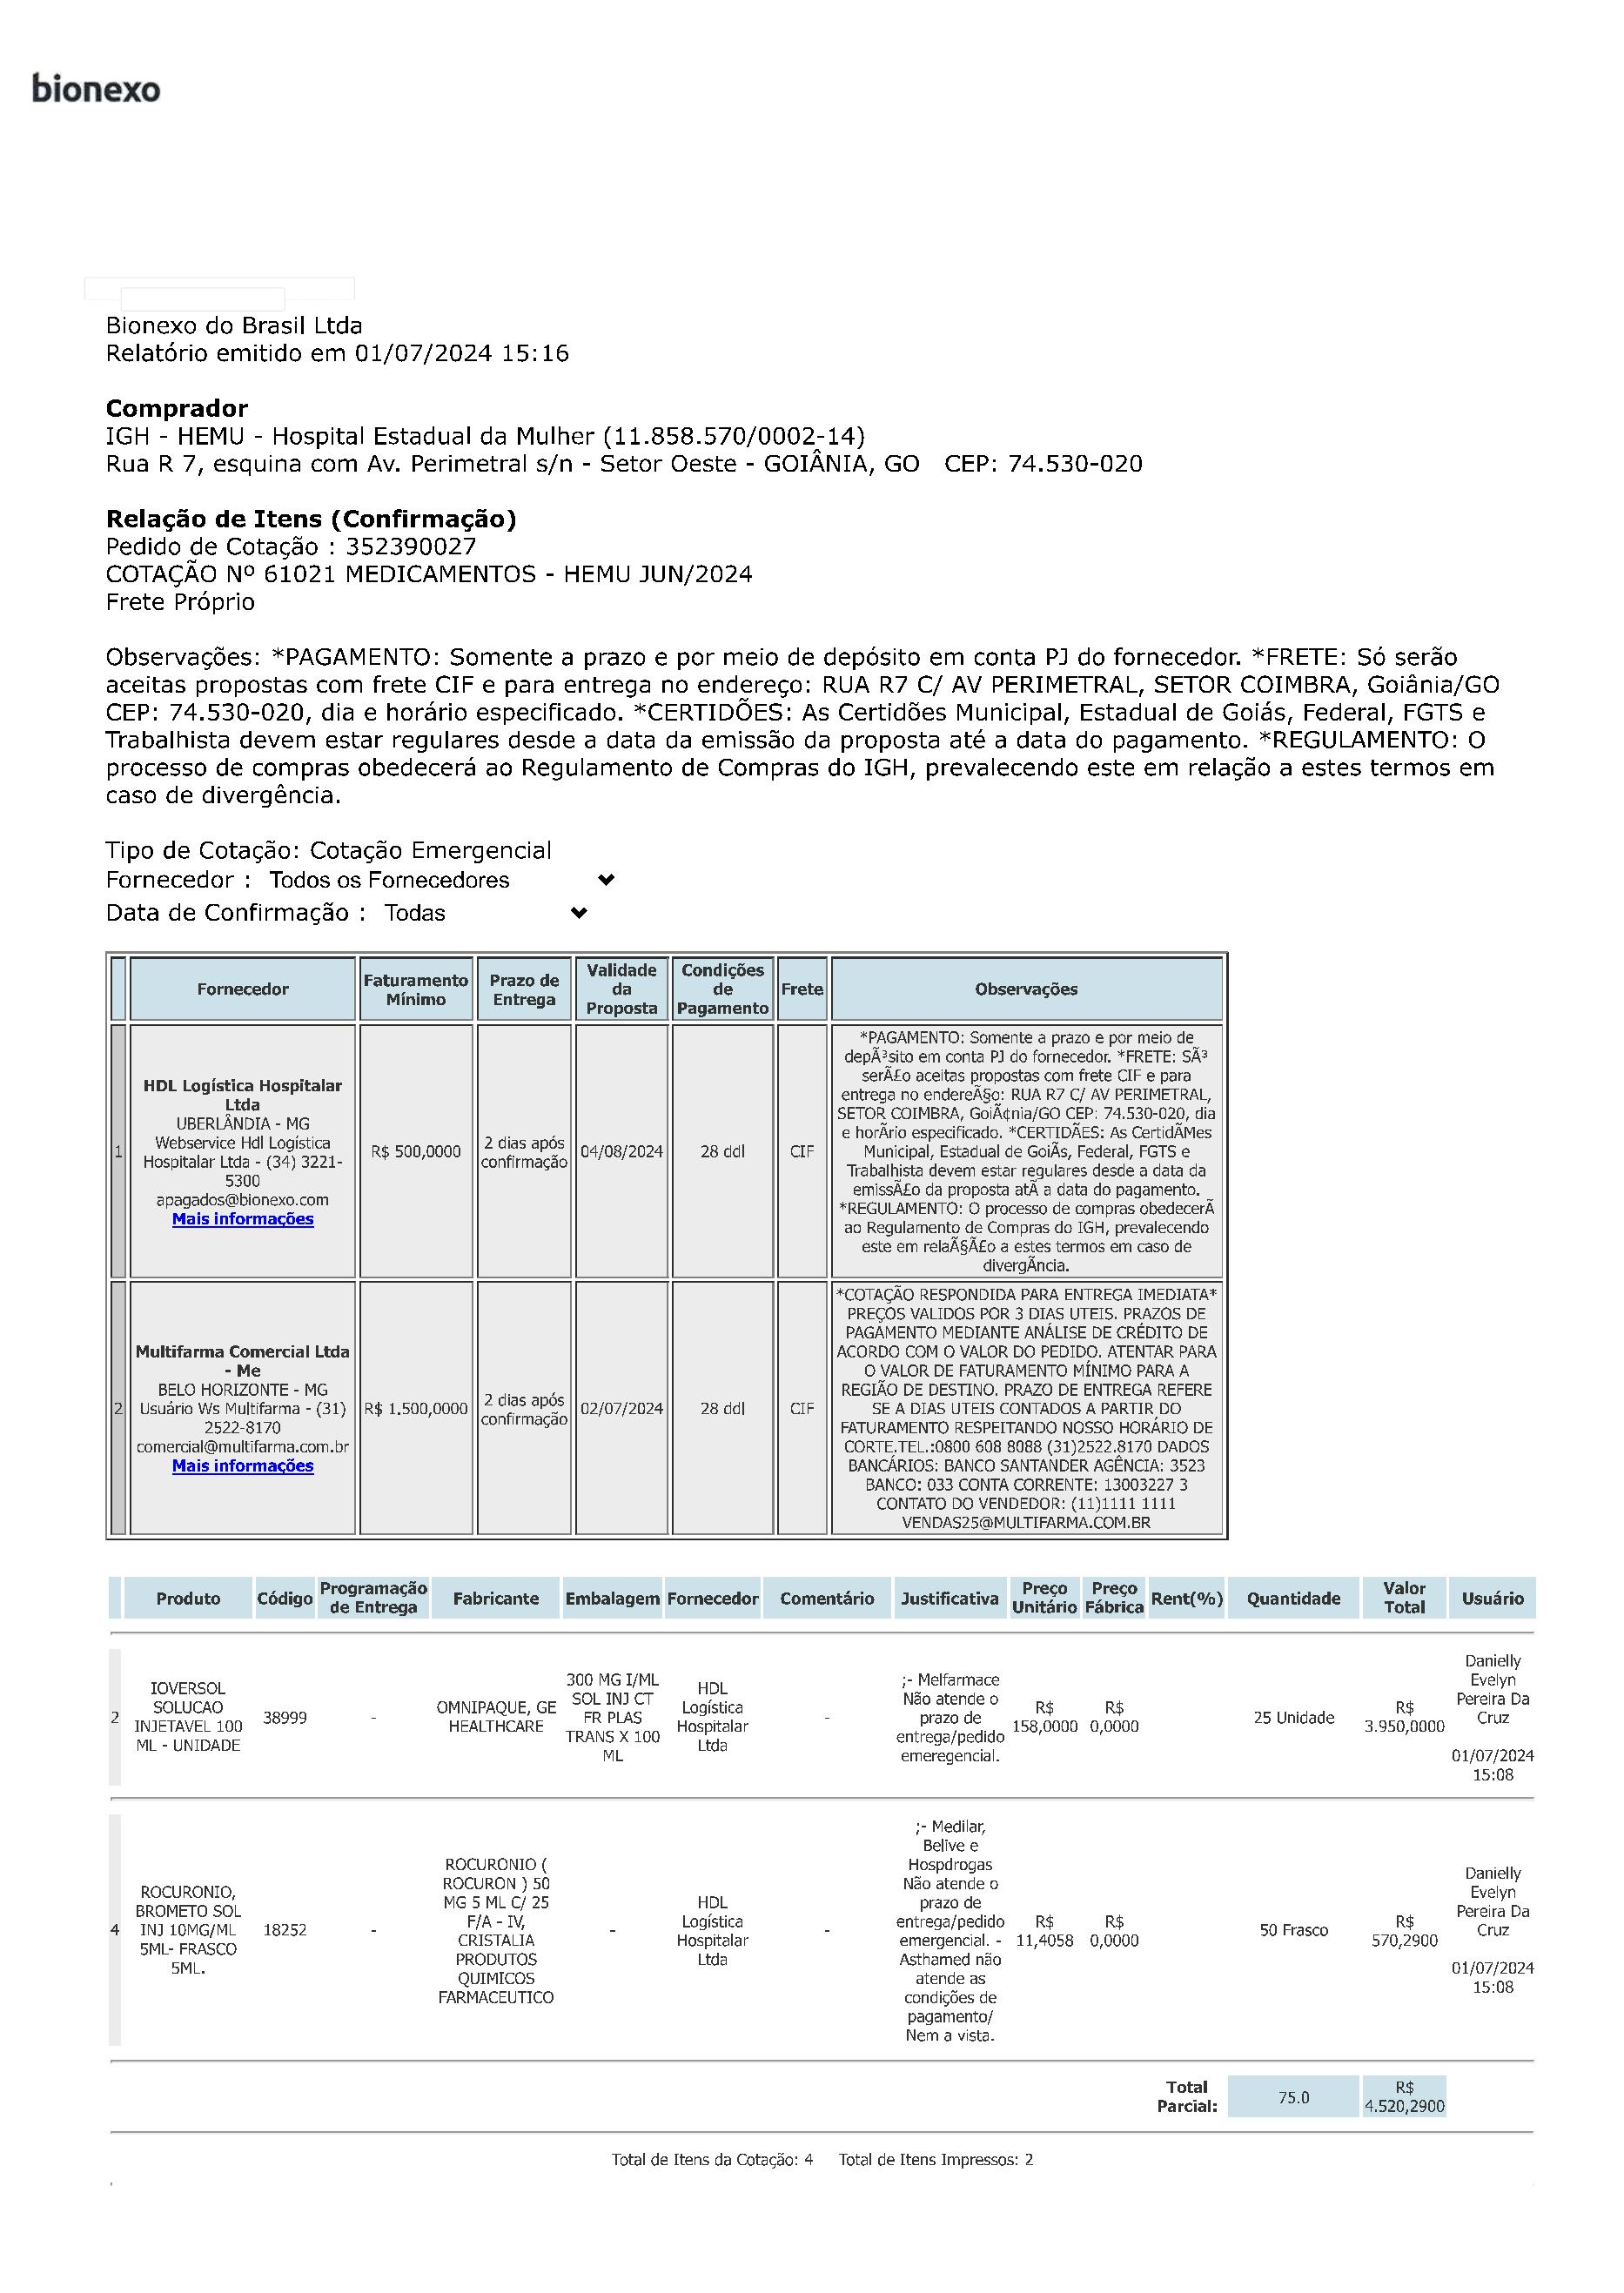 bionexo
Bionexo do Brasil Ltda
Relatório emitido em 01/07/2024 15:16
Comprador
IGH - HEMU - Hospital Estadual da Mulher (11.858.570/0002-14)
Rua R 7, esquina com Av. Perimetral s/n - Setor Oeste - GOIÂNIA, GO CEP: 74.530-020
Relação de Itens (Confirmação)
Pedido de Cotação : 352390027
COTAÇÃO Nº 61021 MEDICAMENTOS - HEMU JUN/2024
Frete Próprio
Observações: *PAGAMENTO: Somente a prazo e por meio de depósito em conta PJ do fornecedor. *FRETE: Só serão
aceitas propostas com frete CIF e para entrega no endereço: RUA R7 C/ AV PERIMETRAL, SETOR COIMBRA, Goiânia/GO
CEP: 74.530-020, dia e horário especificado. *CERTIDÕES: As Certidões Municipal, Estadual de Goiás, Federal, FGTS e
Trabalhista devem estar regulares desde a data da emissão da proposta até a data do pagamento. *REGULAMENTO: O
processo de compras obedecerá ao Regulamento de Compras do IGH, prevalecendo este em relação a estes termos em
caso de divergência.
Tipo de Cotação: Cotação Emergencial
Fornecedor : Todos os Fornecedores
Data de Confirmação : Todas
Fornecedor
Faturamento
Mínimo
Prazo de
Entrega
Validade
da
Proposta
Condições
de
Pagamento
Frete
Observações
1
HDL Logística Hospitalar
Ltda
UBERLÂNDIA - MG
Webservice Hdl Logística
Hospitalar Ltda - (34) 3221-
5300
apagados@bionexo.com
Mais informações
R$ 500,0000
2 dias após
confirmação
04/08/2024
28 ddl
CIF
*PAGAMENTO: Somente a prazo e por meio de
depÃ³sito em conta PJ do fornecedor. *FRETE: SÃ³
serÃ£o aceitas propostas com frete CIF e para
entrega no endereÃ§o: RUA R7 C/ AV PERIMETRAL,
SETOR COIMBRA, GoiÃ¢nia/GO CEP: 74.530-020, dia
e horÃrio especificado. *CERTIDÃES: As CertidÃMes
Municipal, Estadual de GoiÃs, Federal, FGTS e
Trabalhista devem estar regulares desde a data da
emissÃ£o da proposta atÃ a data do pagamento.
*REGULAMENTO: O processo de compras obedecerÃ
ao Regulamento de Compras do IGH, prevalecendo
este em relaÃ§Ã£o a estes termos em caso de
divergÃncia.
2
Multifarma Comercial Ltda
- Me
BELO HORIZONTE - MG
Usuário Ws Multifarma - (31)
2522-8170
comercial@multifarma.com.br
Mais informações
R$ 1.500,0000
2 dias após
confirmação
02/07/2024
28 ddl
CIF
*COTAÇÃO RESPONDIDA PARA ENTREGA IMEDIATA*
PREÇOS VALIDOS POR 3 DIAS UTEIS. PRAZOS DE
PAGAMENTO MEDIANTE ANÁLISE DE CRÉDITO DE
ACORDO COM O VALOR DO PEDIDO. ATENTAR PARA
O VALOR DE FATURAMENTO MÍNIMO PARA A
REGIÃO DE DESTINO. PRAZO DE ENTREGA REFERE
SE A DIAS UTEIS CONTADOS A PARTIR DO
FATURAMENTO RESPEITANDO NOSSO HORÁRIO DE
CORTE.TEL.:0800 608 8088 (31)2522.8170 DADOS
BANCÁRIOS: BANCO SANTANDER AGÊNCIA: 3523
BANCO: 033 CONTA CORRENTE: 13003227 3
CONTATO DO VENDEDOR: (11)1111 1111
VENDAS25@MULTIFARMA.COM.BR
Produto
Código
Programação
de Entrega
Fabricante
Embalagem
Fornecedor
Comentário
Justificativa
Preço
Unitário
Preço
Fábrica
Rent(%)
Quantidade
Valor
Total
Usuário
2
IOVERSOL
SOLUCAO
INJETAVEL 100
ML - UNIDADE
38999
-
OMNIPAQUE, GE
HEALTHCARE
300 MG I/ML
SOL INJ CT
FR PLAS
TRANS X 100
ML
HDL
Logística
Hospitalar
Ltda
-
;- Melfarmace
Não atende o
prazo de
entrega/pedido
emeregencial.
R$
158,0000
R$
0,0000
25 Unidade
R$
3.950,0000
Danielly
Evelyn
Pereira Da
Cruz
01/07/2024
15:08
4
ROCURONIO,
BROMETO SOL
INJ 10MG/ML
5ML- FRASCO
5ML.
18252
-
ROCURONIO (
ROCURON ) 50
MG 5 ML C/ 25
F/A - IV,
CRISTALIA
PRODUTOS
QUIMICOS
FARMACEUTICO
-
HDL
Logística
Hospitalar
Ltda
-
;- Medilar,
Belive e
Hospdrogas
Não atende o
prazo de
entrega/pedido
emergencial. -
Asthamed não
atende as
condições de
pagamento/
Nem a vista.
R$
11,4058
R$
0,0000
50 Frasco
R$
570,2900
Danielly
Evelyn
Pereira Da
Cruz
01/07/2024
15:08
Total
Parcial:
75.0
R$
4.520,2900
Total de Itens da Cotação: 4 Total de Itens Impressos: 2